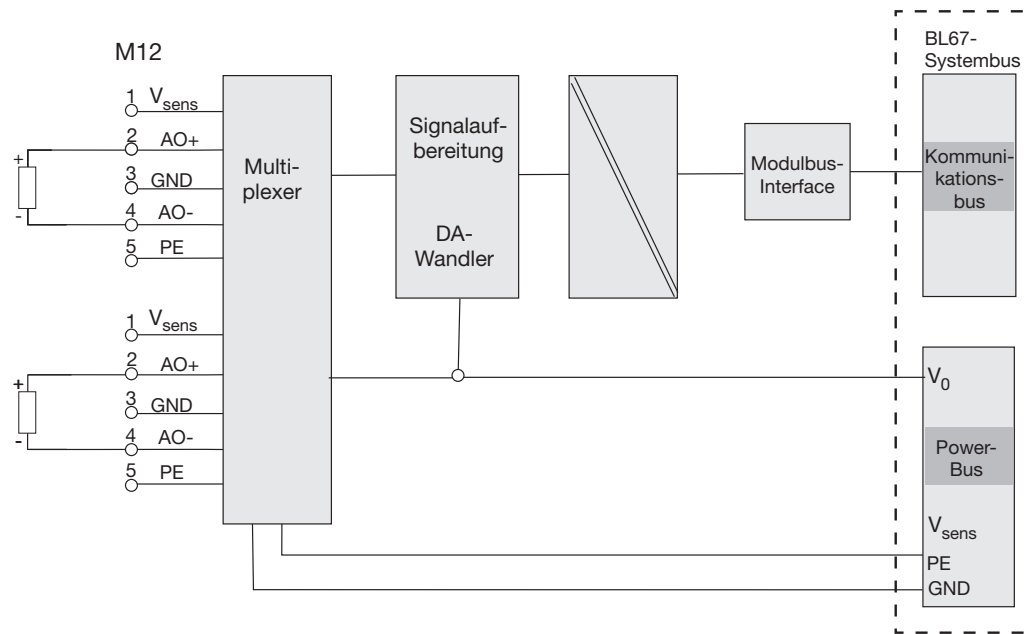 M12
1 Vsens
2 AO+
3 GND
4 AO-
5 PE
+
-
1 Vsens
2 AO+
3 GND
4 AO-
5 PE
+
-
Multi-
plexer
Signalauf-
bereitung
DA-
Wandler
Modulbus-
Interface
BL67-
Systembus
Kommuni-
kations-
bus
V0
Power-
Bus
Vsens
PE
GND